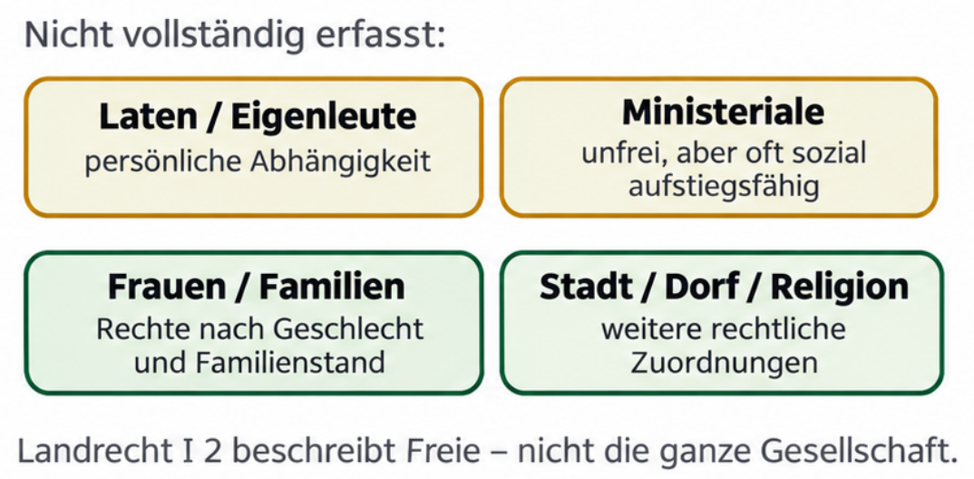 Nicht vollständig erfasst:
Laten / Eigenleute
persönliche Abhängigkeit
Ministeriale
unfrei, aber oft sozial
aufstiegsfähig
Frauen / Familien
Rechte nach Geschlecht
und Familienstand
Stadt / Dorf / Religion
weitere rechtliche
Zuordnungen
Landrecht I 2 beschreibt Freie – nicht die ganze Gesellschaft.